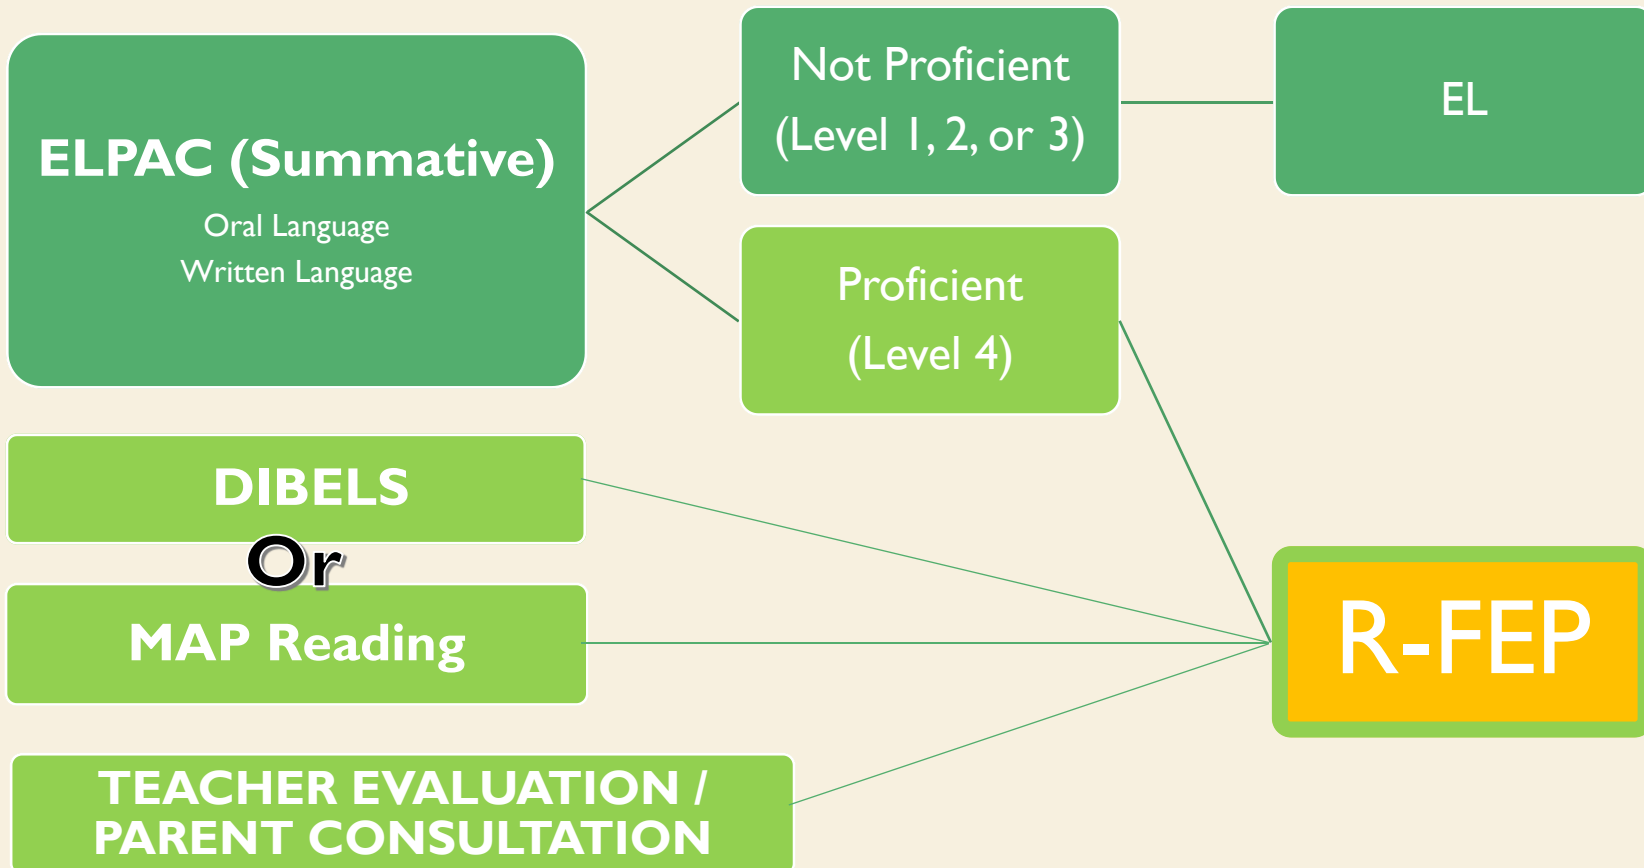 ELPAC (Summative)
Oral Language
Written Language
Not Proficient
(Level 1, 2, or 3)
EL
Proficient
(Level 4)
DIBELS
Or
MAP Reading
R-FEP
TEACHER EVALUATION /
PARENT CONSULTATION